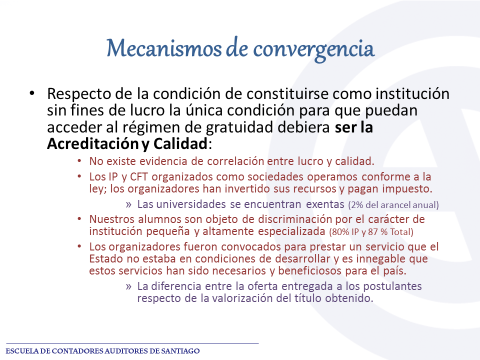 Mecanismos de convergencia
• Respecto de la condición de constituirse como institución
sin fines de lucro la única condición para que puedan
acceder al régimen de gratuidad debiera ser la
Acreditación y Calidad:
• No existe evidencia de correlación entre lucro y calidad.
• Los IP y CFT organizados como sociedades operamos conforme a la
ley; los organizadores han invertido sus recursos y pagan impuesto.
» Las universidades se encuentran exentas (2% del arancel anual)
• Nuestros alumnos son objeto de discriminación por el carácter de
institución pequeña y altamente especializada (80% IP y 87 % Total)
• Los organizadores fueron convocados para prestar un servicio que el
Estado no estaba en condiciones de desarrollar y es innegable que
estos servicios han sido necesarios y beneficiosos para el país.
» La diferencia entre la oferta entregada a los postulantes
respecto de la valorización del título obtenido.
ESCUELA DE CONTADORES AUDITORES DE SANTIAGO